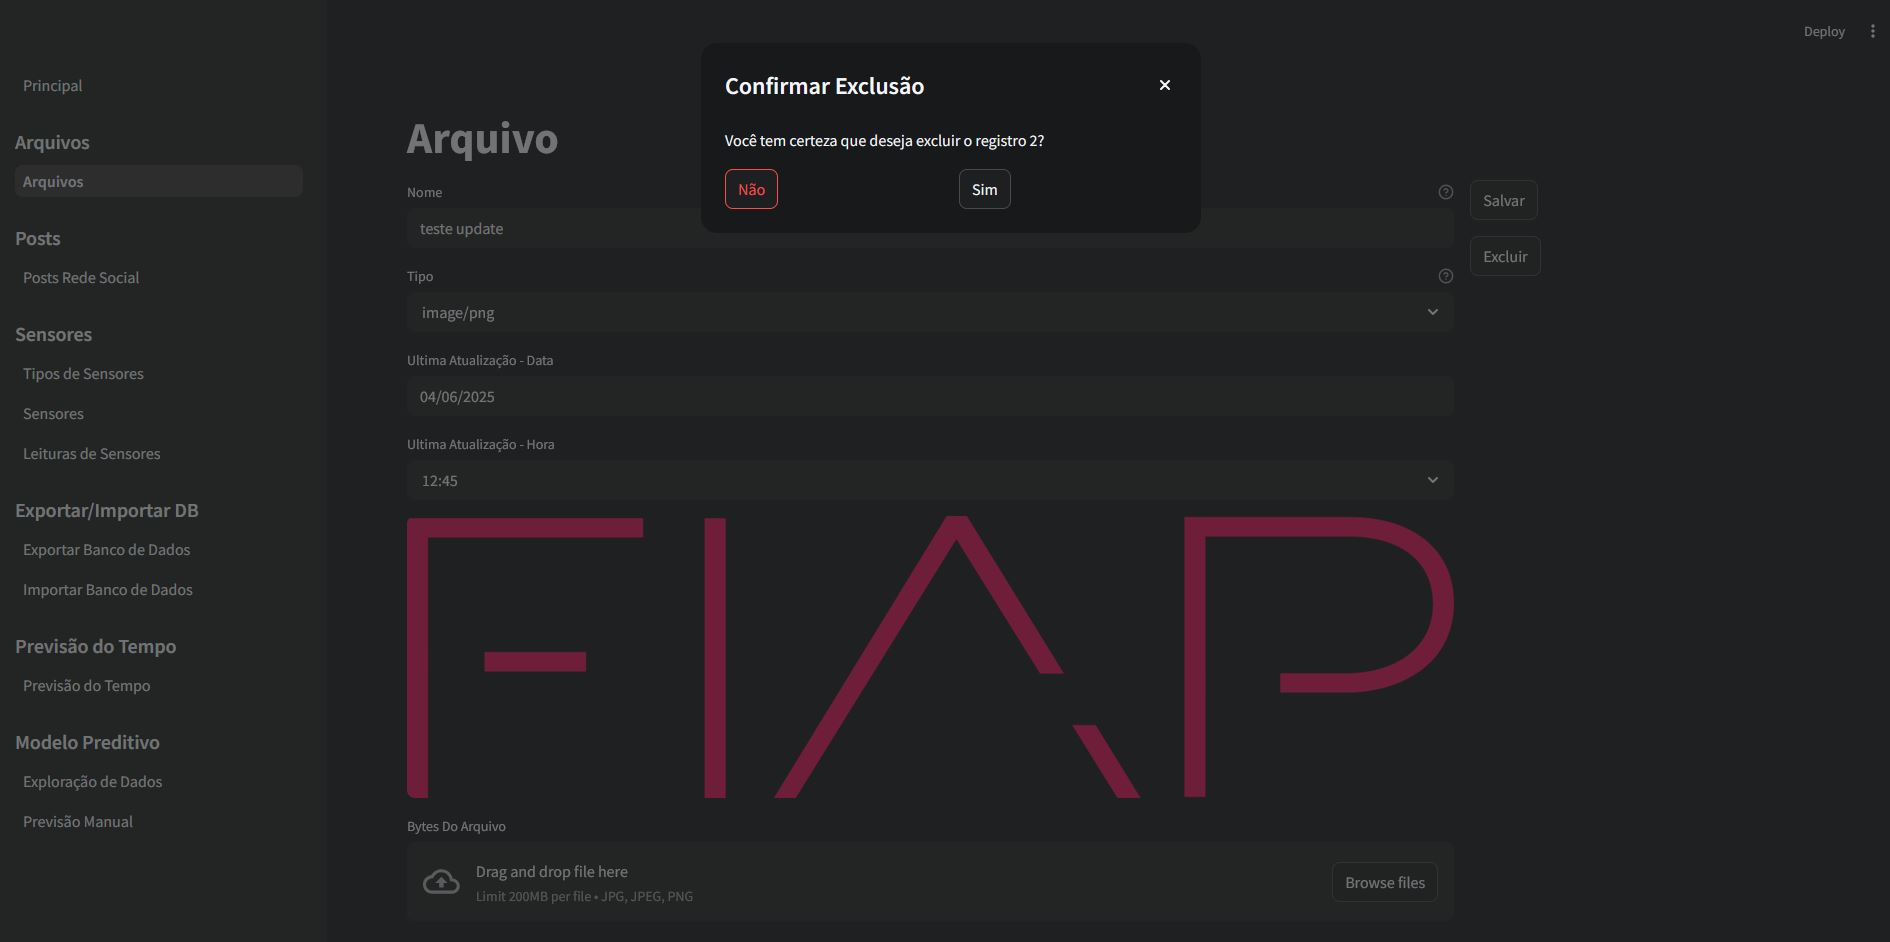 Deploy
Principal
Arquivos
Arquivos
Posts
Posts Rede Social
Sensores
Tipos de Sensores
Sensores
Leituras de Sensores
Exportar/Importar DB
Exportar Banco de Dados
Importar Banco de Dados
Previsão do Tempo
Previsão do Tempo
Modelo Preditivo
Exploração de Dados
Previsão Manual
Confirmar Exclusão
Você tem certeza que deseja excluir o registro 2?
Não
Sim
Arquivo
Nome
teste update
Salvar
Excluir
Tipo
image/png
Ultima Atualização - Data
04/06/2025
Ultima Atualização - Hora
12:45
FIAP
Bytes Do Arquivo
Drag and drop file here
Limit 200MB per file • JPG, JPEG, PNG
Browse files